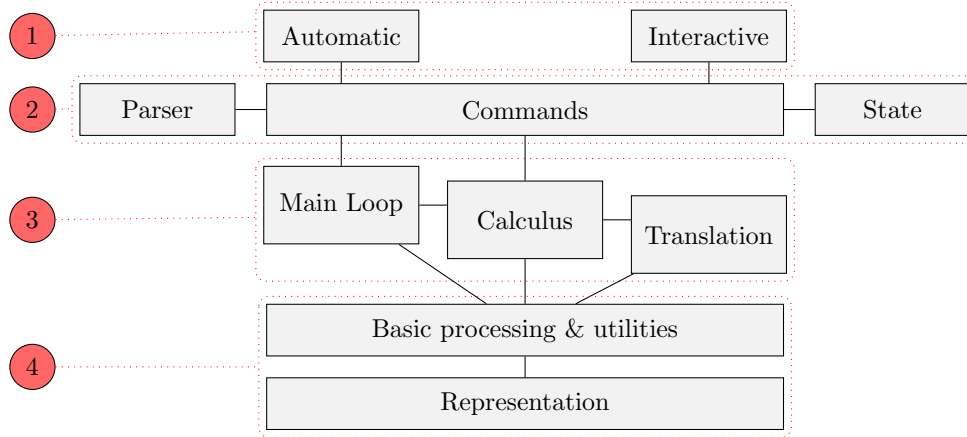 1
Automatic
Interactive
2
Parser
Commands
State
3
Main Loop
Calculus
Translation
4
Basic processing & utilities
Representation